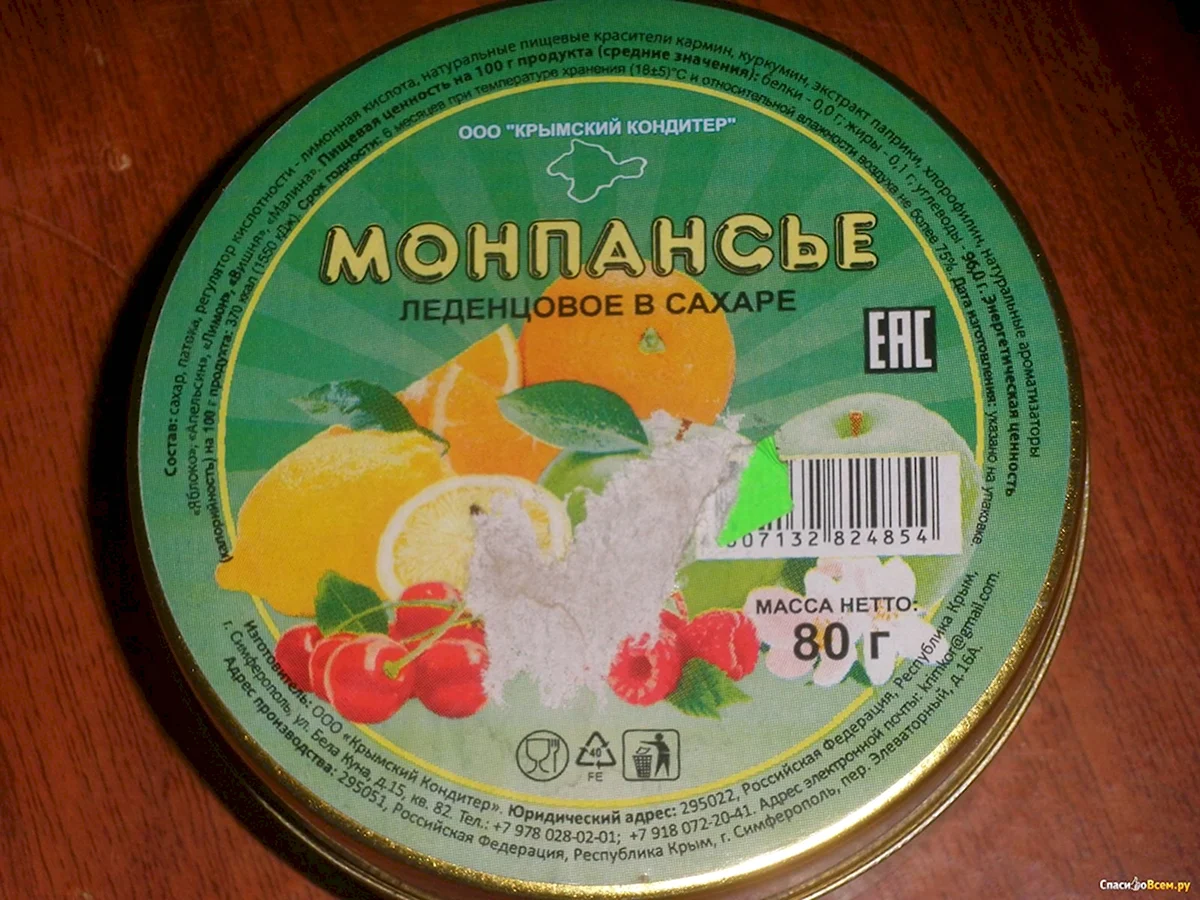 Состав: сахар, патока, регулятор кислотности - лимонная кислота, натуральные пищевые красители кармин, куркумин, экстракт паприки, хлорофиллин, натуральные ароматизаторы
«Яблоко», «Апельсин», «Лимон», «Вишня», «Малина». Пищевая ценность на 100 г продукта (средние значения): белки - 0,0 г; жиры - 0,1 г; углеводы - 96,0 г. Энергетическая ценность
(калорийность) на 100 г продукта: 370 ккал (1550 кДж). Срок годности: 6 месяцев при температуре хранения (18±5)°С и относительной влажности воздуха не более 75%. Дата изготовления: указано на упаковке.
ООО "КРЫМСКИЙ КОНДИТЕР"
МОНПАНСЬЕ
ЛЕДЕНЦОВОЕ В САХАРЕ
EAC
07132 824854
МАССА НЕТТО:
80 г
40
FE
Изготовитель: ООО «Крымский Кондитер». Юридический адрес: 295022, Российская Федерация, Республика Крым,
г. Симферополь, ул. Бела Куна, д.15, кв. 82. Тел.: +7 978 028-02-01; +7 918 072-20-41. Адрес электронной почты: krimkor@gmail.com.
Адрес производства: 295051, Российская Федерация, Республика Крым, г. Симферополь, пер. Элеваторный, д.16А.
СпасибоВсем.ру